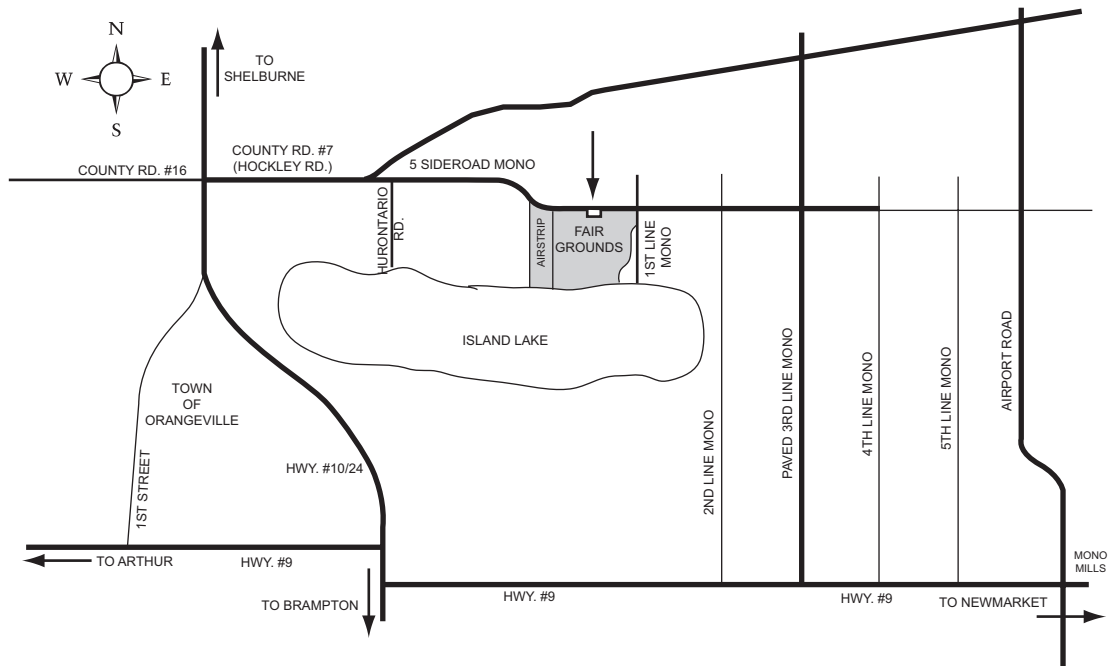 N
W
E
S
TO
SHELBURNE
COUNTY RD. #16
COUNTY RD. #7
(HOCKLEY RD.)
5 SIDEROAD MONO
HURONTARIO
RD.
AIRSTRIP
FAIR
GROUNDS
1ST LINE
MONO
ISLAND LAKE
TOWN
OF
ORANGEVILLE
1ST STREET
HWY. #10/24
2ND LINE MONO
PAVED 3RD LINE MONO
4TH LINE MONO
5TH LINE MONO
AIRPORT ROAD
TO ARTHUR
HWY. #9
MONO
MILLS
TO BRAMPTON
HWY. #9
HWY. #9
TO NEWMARKET